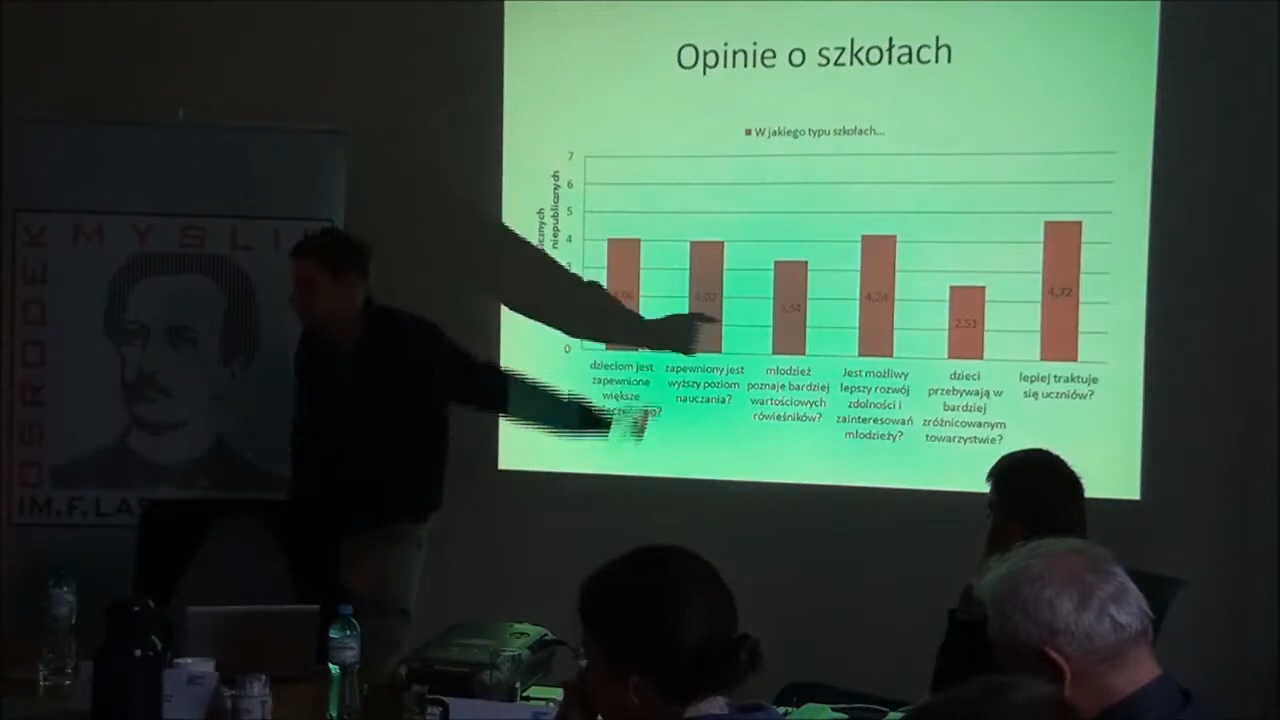 Opinie o szkołach
W jakiego typu szkołach...
7
6
5
4
0
niepublicznych
4,02
3,34
4,24
2,51
4,72
dzieciom jest
zapewnione
większe
zapewniony jest
wyższy poziom
nauczania?
młodzież
poznaje bardziej
wartościowych
rówieśników?
Jest możliwy
lepszy rozwój
zdolności i
zainteresowań
młodzieży?
dzieci
przebywają w
bardziej
zróżnicowanym
towarzystwie?
lepiej traktuje
się uczniów?
OŚRODEK
MYŚLI
IM. F. LAS